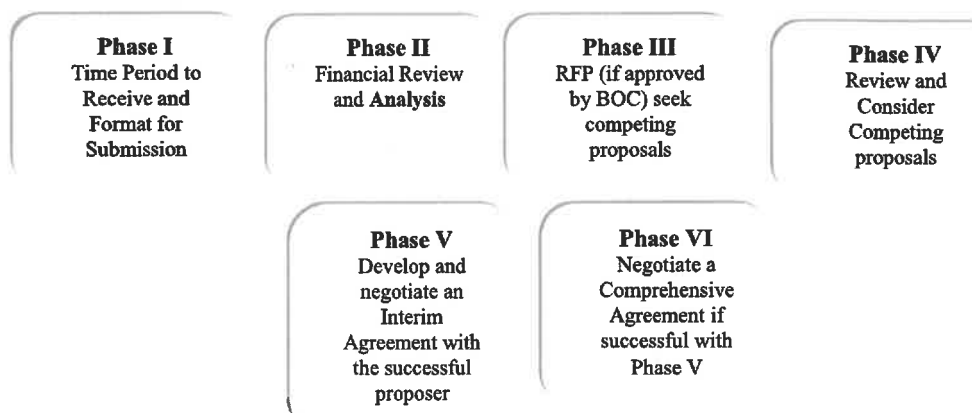 Phase I
Time Period to
Receive and
Format for
Submission
Phase II
Financial Review
and Analysis
Phase III
RFP (if approved
by BOC) seek
competing
proposals
Phase IV
Review and
Consider
Competing
proposals
Phase V
Develop and
negotiate an
Interim
Agreement with
the successful
proposer
Phase VI
Negotiate a
Comprehensive
Agreement if
successful with
Phase V